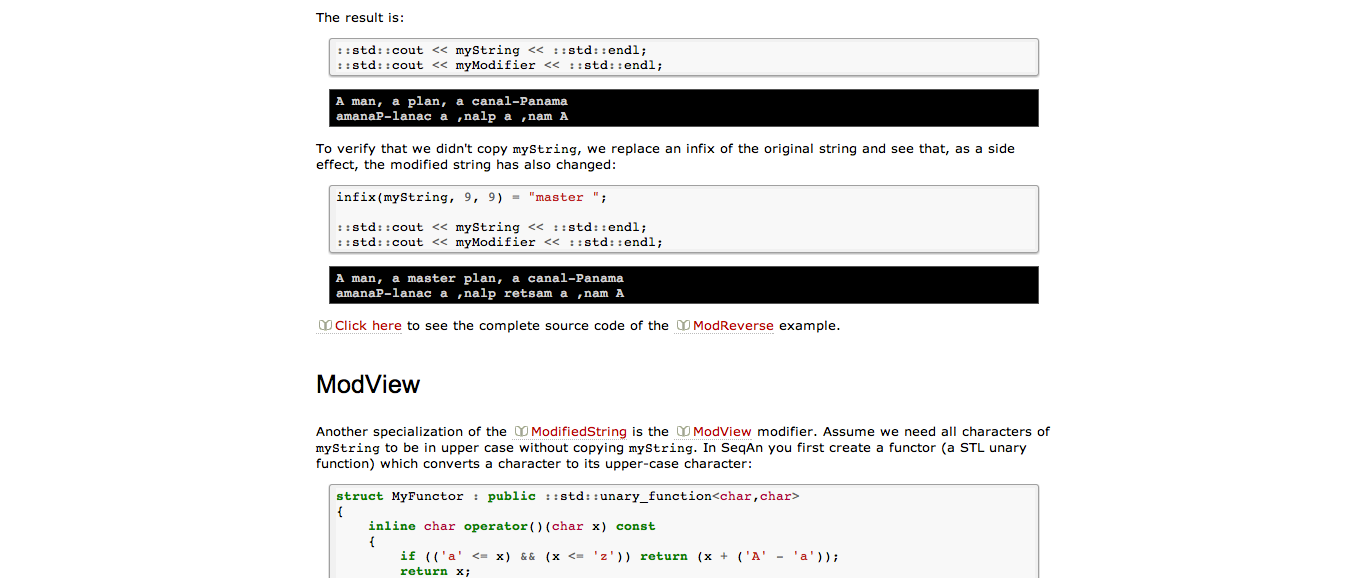 The result is:
::std::cout << myString << ::std::endl;
::std::cout << myModifier << ::std::endl;
A man, a plan, a canal-Panama
amanaP-lanac a ,nalp a ,nam A
To verify that we didn't copy myString, we replace an infix of the original string and see that, as a side
effect, the modified string has also changed:
infix(myString, 9, 9) = "master ";
::std::cout << myString << ::std::endl;
::std::cout << myModifier << ::std::endl;
A man, a master plan, a canal-Panama
amanaP-lanac a ,nalp retsam a ,nam A
Click here to see the complete source code of the ModReverse example.
ModView
Another specialization of the ModifiedString is the ModView modifier. Assume we need all characters of
myString to be in upper case without copying myString. In SeqAn you first create a functor (a STL unary
function) which converts a character to its upper-case character:
struct MyFunctor : public ::std::unary_function<char,char>
{
    inline char operator()(char x) const
    {
        if (('a' <= x) && (x <= 'z')) return (x + ('A' - 'a'));
        return x;